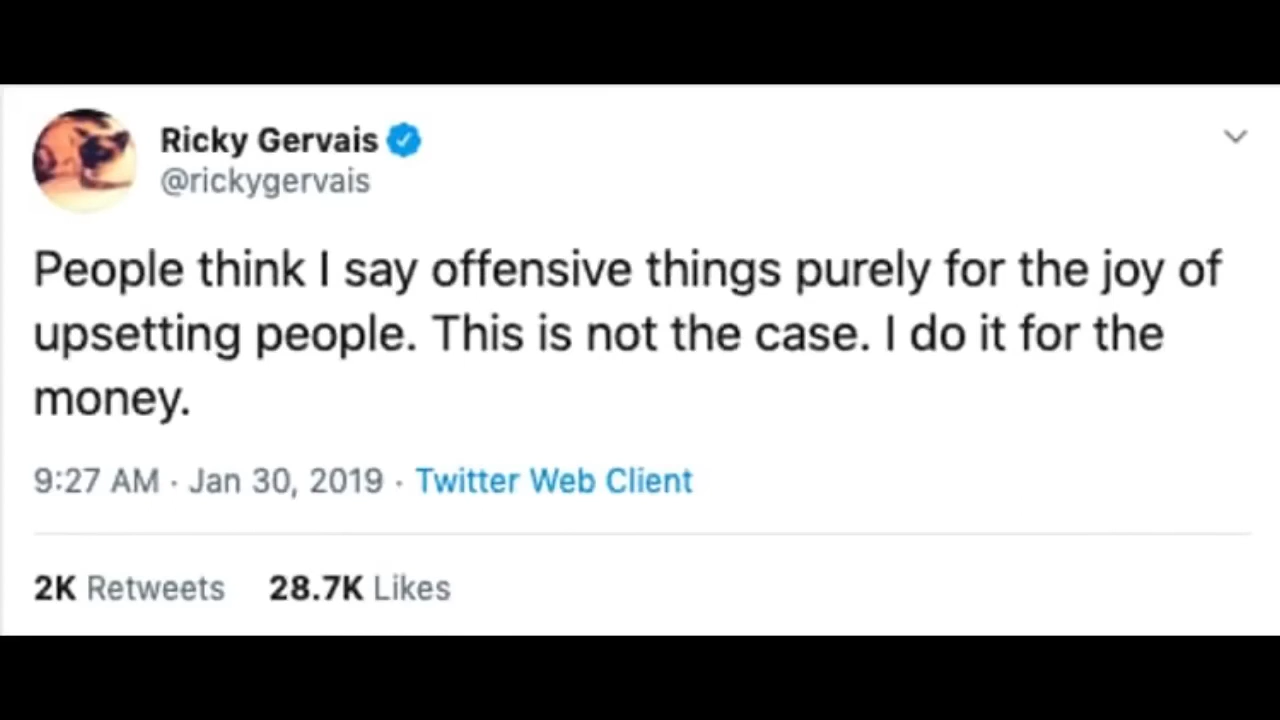 Ricky Gervais
@rickygervais
People think I say offensive things purely for the joy of
upsetting people. This is not the case. I do it for the
money.
9:27 AM · Jan 30, 2019 · Twitter Web Client
2K Retweets 28.7K Likes